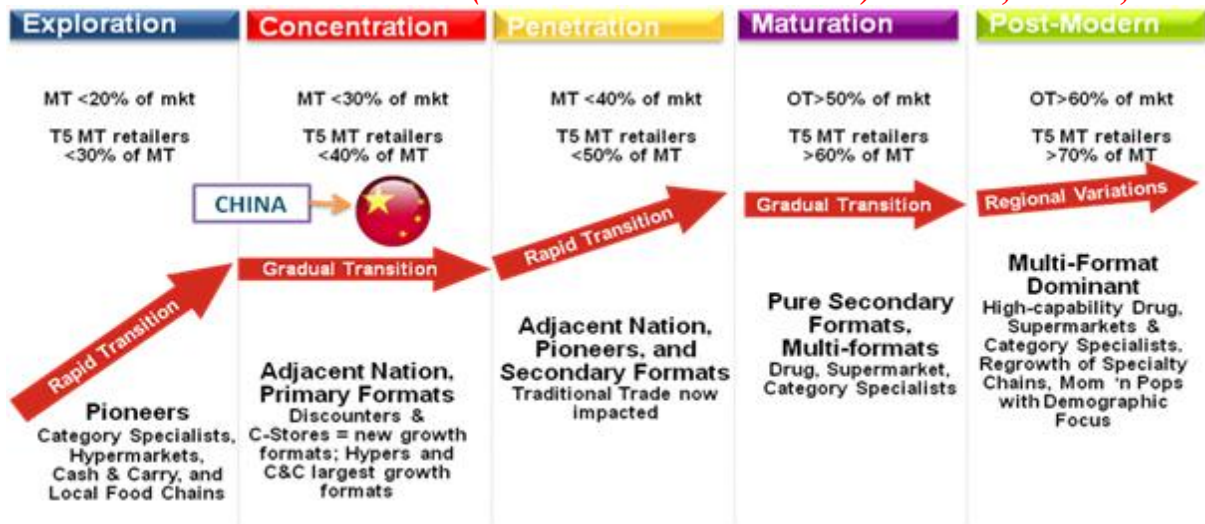 Exploration
MT <20% of mkt
T5 MT retailers
<30% of MT
Rapid Transition
Pioneers
Category Specialists,
Hypermarkets,
Cash & Carry, and
Local Food Chains
Concentration
MT <30% of mkt
T5 MT retailers
<40% of MT
CHINA
Gradual Transition
Adjacent Nation,
Primary Formats
Discounters &
C-Stores = new growth
formats; Hypers and
C&C largest growth
formats
Penetration
MT <40% of mkt
T5 MT retailers
<50% of MT
Rapid Transition
Adjacent Nation,
Pioneers, and
Secondary Formats
Traditional Trade now
impacted
Maturation
OT>50% of mkt
T5 MT retailers
>60% of MT
Gradual Transition
Pure Secondary
Formats,
Multi-formats
Drug, Supermarket,
Category Specialists
Post-Modern
OT>60% of mkt
T5 MT retailers
>70% of MT
Regional Variations
Multi-Format
Dominant
High-capability Drug,
Supermarkets &
Category Specialists,
Regrowth of Specialty
Chains, Mom ‘n Pops
with Demographic
Focus